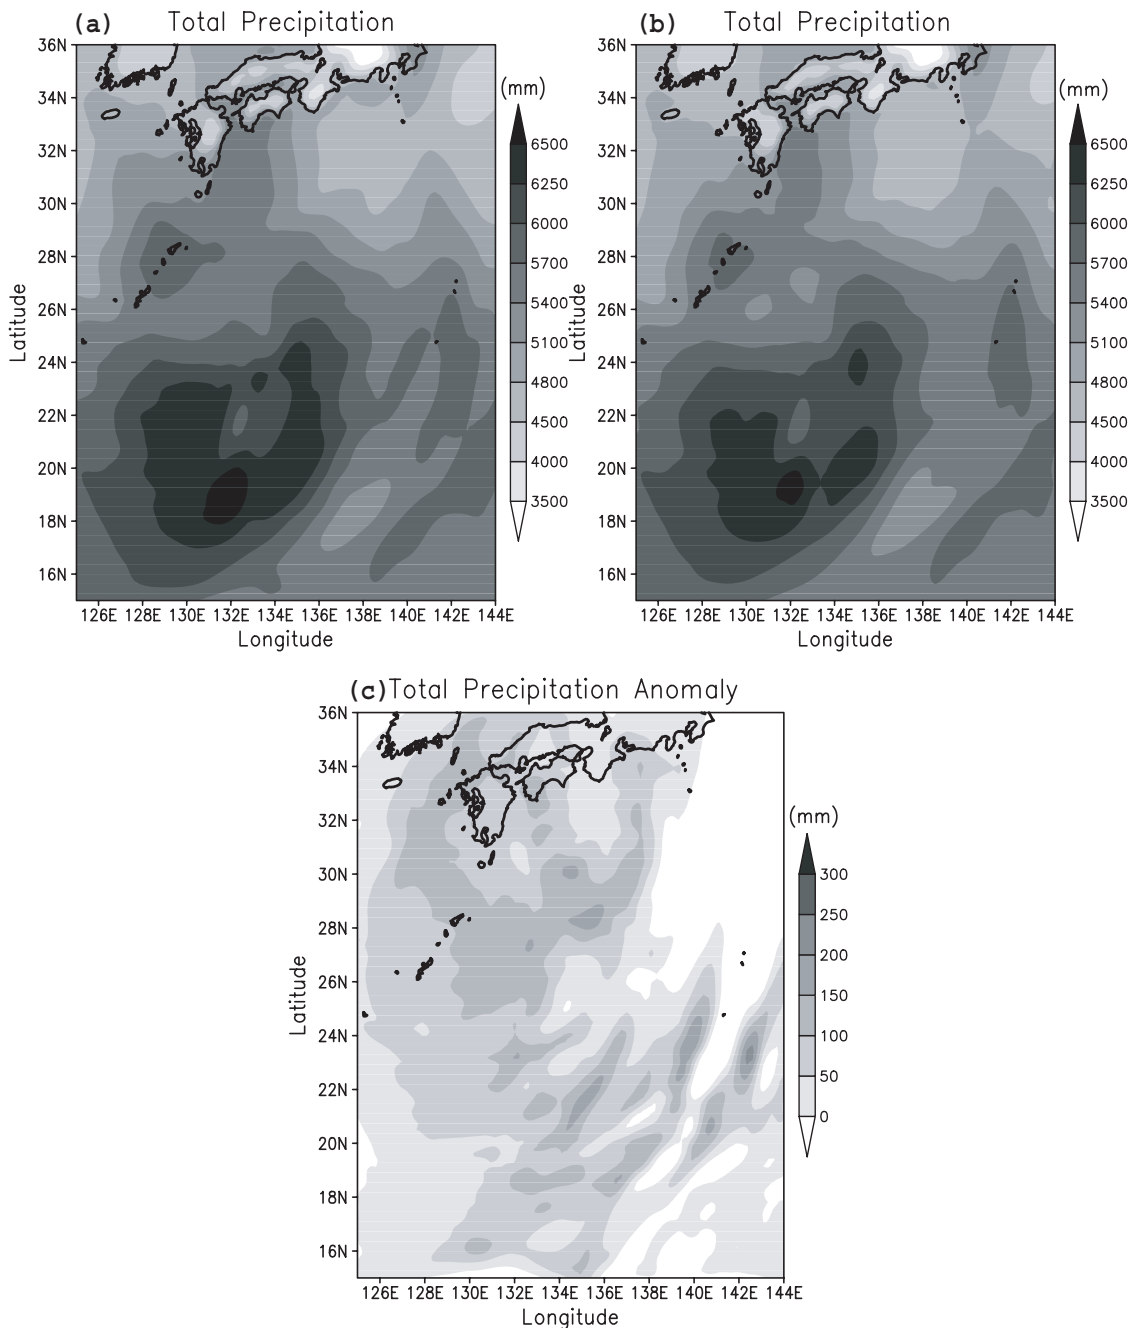 (a) Total Precipitation
36N
34N
32N
30N
28N
26N
24N
22N
20N
18N
16N
Latitude
126E 128E 130E 132E 134E 136E 138E 140E 142E 144E
Longitude
(mm)
6500
6250
6000
5700
5400
5100
4800
4500
4000
3500
(b) Total Precipitation
36N
34N
32N
30N
28N
26N
24N
22N
20N
18N
16N
Latitude
126E 128E 130E 132E 134E 136E 138E 140E 142E 144E
Longitude
(mm)
6500
6250
6000
5700
5400
5100
4800
4500
4000
3500
(c) Total Precipitation Anomaly
36N
34N
32N
30N
28N
26N
24N
22N
20N
18N
16N
Latitude
126E 128E 130E 132E 134E 136E 138E 140E 142E 144E
Longitude
(mm)
300
250
200
150
100
50
0